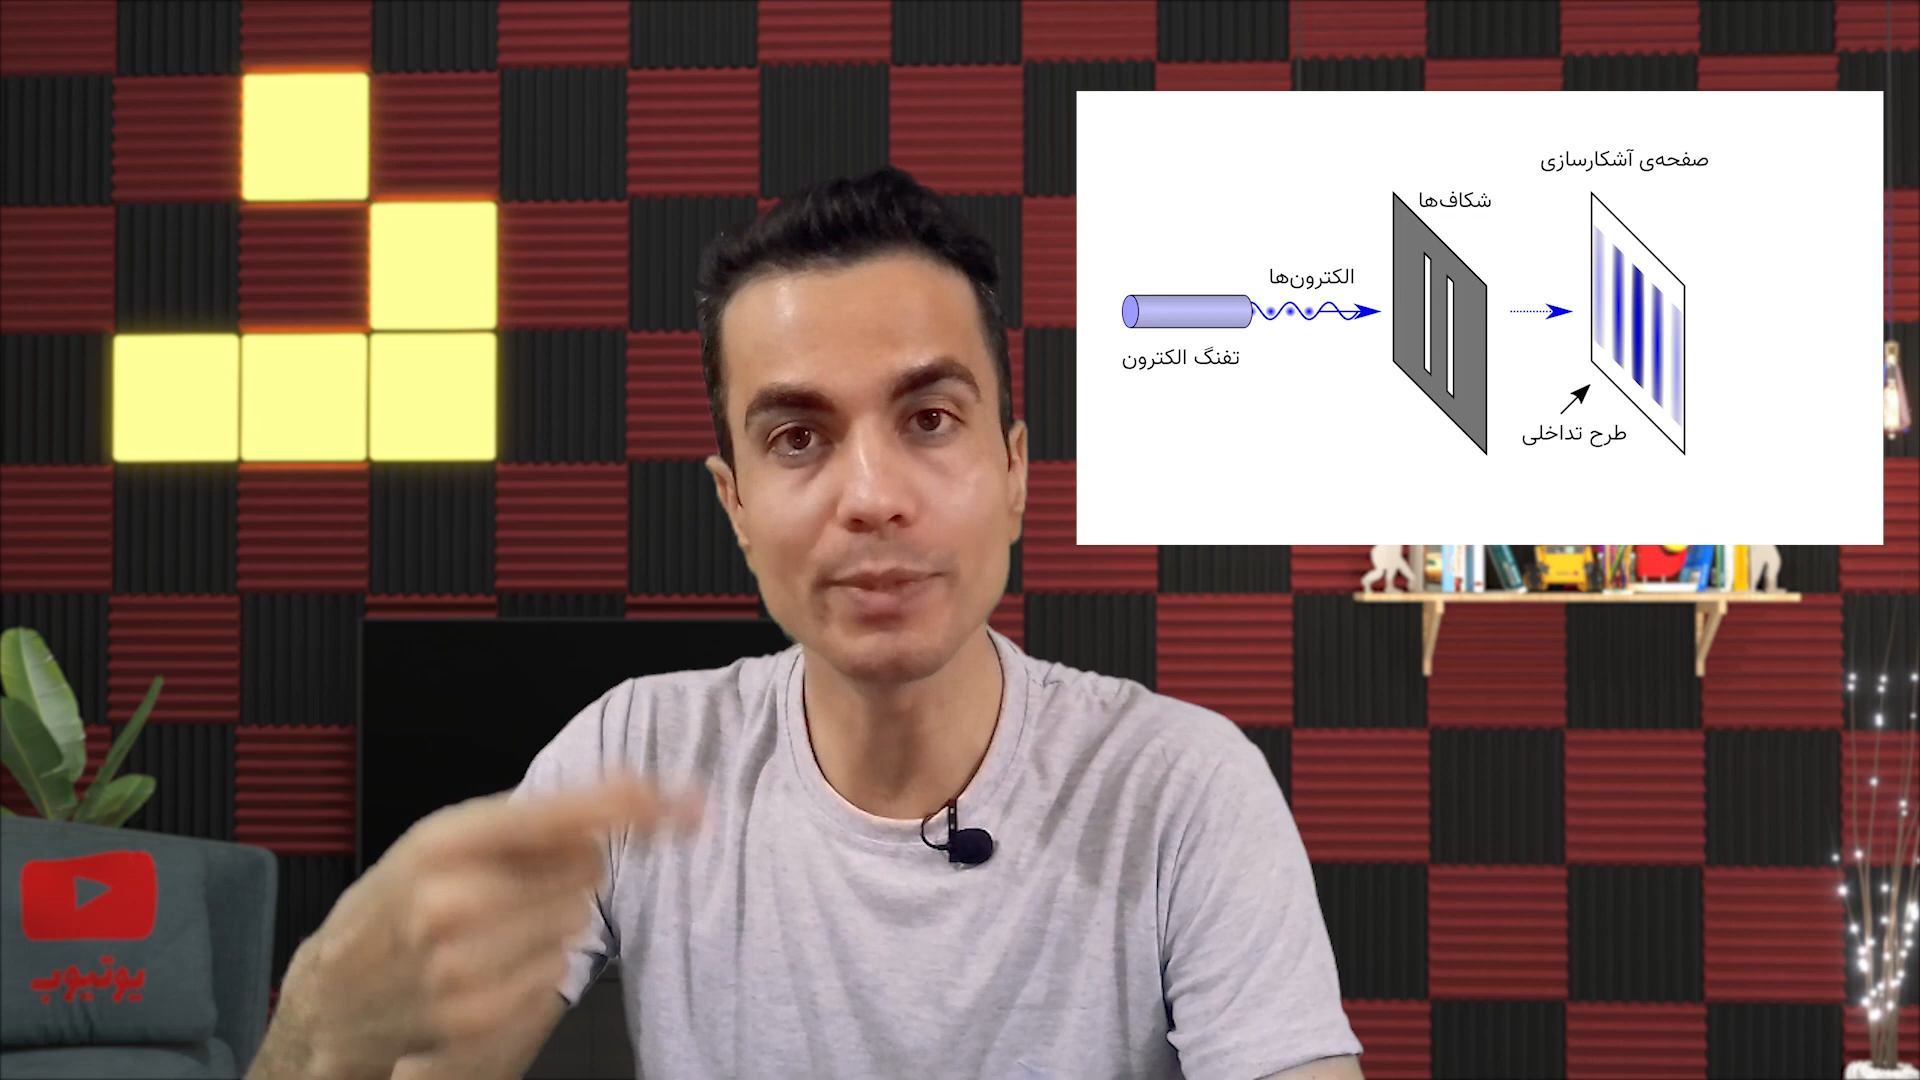 صفحه‌ی آشکارسازی
شکاف‌ها
الکترون‌ها
تفنگ الکترون
طرح تداخلی
یوتیوب